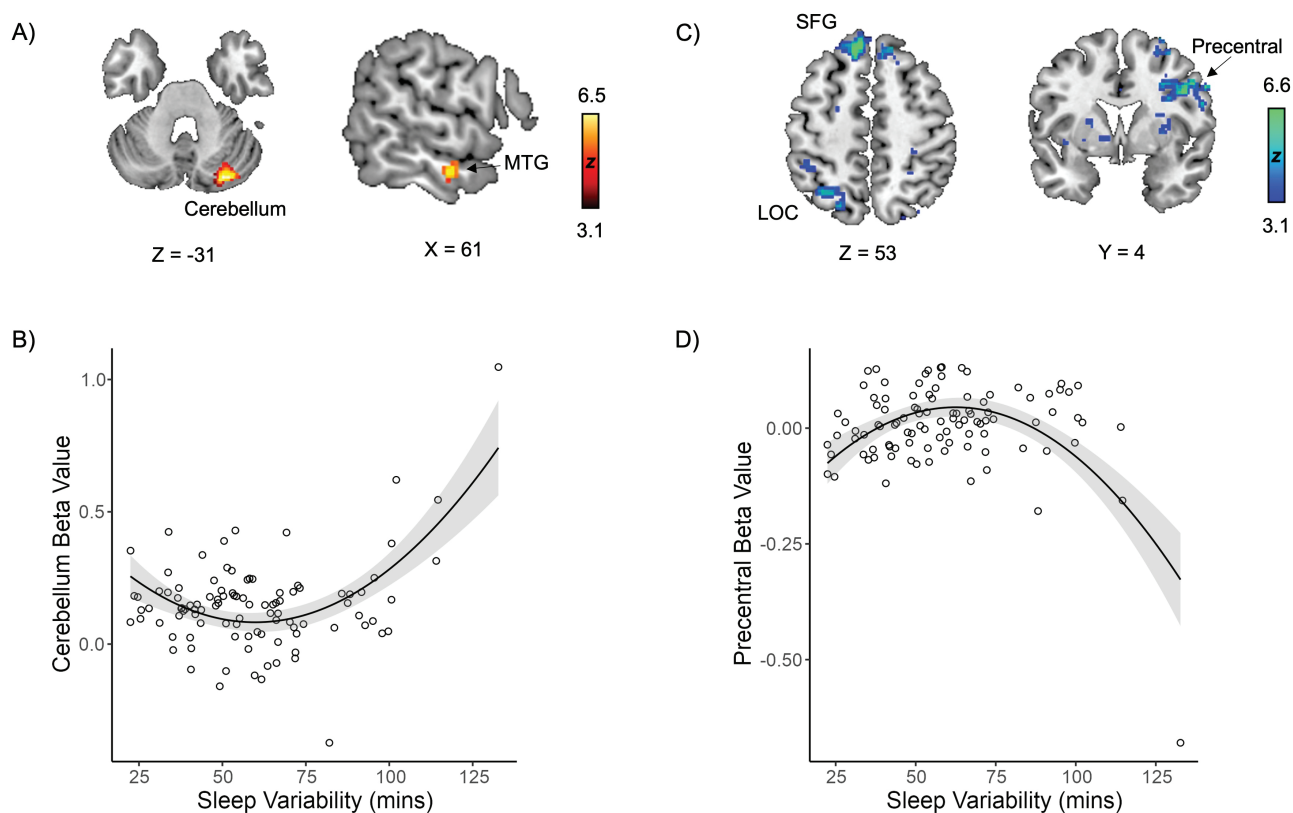 A)
6.5
z
3.1
MTG
Cerebellum
Z = -31
X = 61
C)
SFG
Precentral
6.6
z
3.1
LOC
Z = 53
Y = 4
B)
Cerebellum Beta Value
1.0
0.5
0.0
25 50 75 100 125
Sleep Variability (mins)
D)
Precentral Beta Value
0.00
-0.25
-0.50
25 50 75 100 125
Sleep Variability (mins)